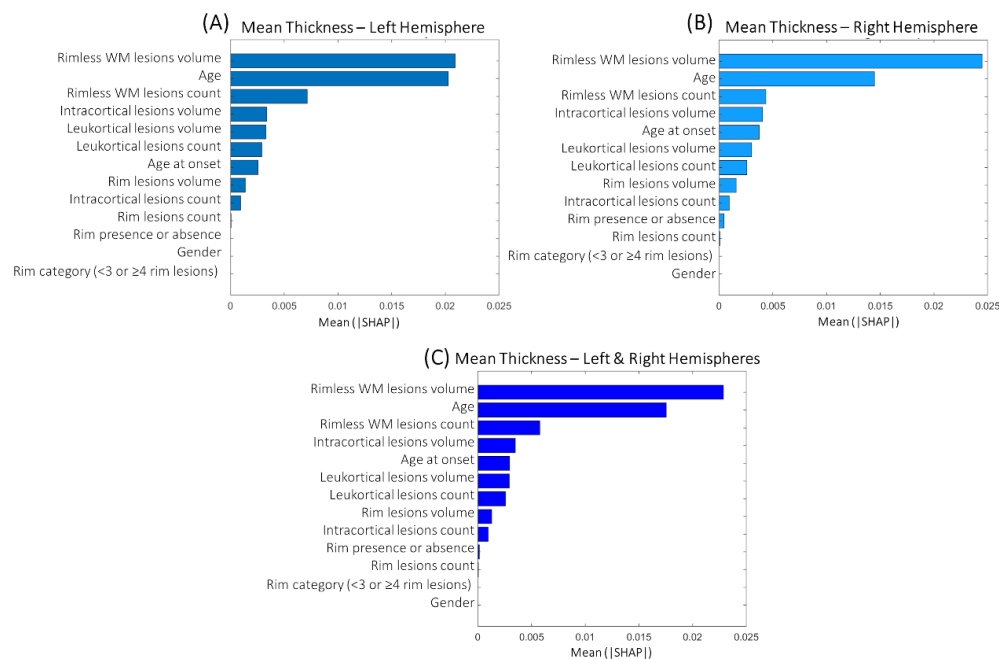 (A)
Mean Thickness – Left Hemisphere
Rimless WM lesions volume
Age
Rimless WM lesions count
Intracortical lesions volume
Leukortical lesions volume
Leukortical lesions count
Age at onset
Rim lesions volume
Intracortical lesions count
Rim lesions count
Rim presence or absence
Gender
Rim category (<3 or ≥4 rim lesions)
0 0.005 0.01 0.015 0.02 0.025
Mean (|SHAP|)
(B)
Mean Thickness – Right Hemisphere
Rimless WM lesions volume
Age
Rimless WM lesions count
Intracortical lesions volume
Age at onset
Leukortical lesions volume
Leukortical lesions count
Rim lesions volume
Intracortical lesions count
Rim presence or absence
Rim lesions count
Rim category (<3 or ≥4 rim lesions)
Gender
0 0.005 0.01 0.015 0.02 0.025
Mean (|SHAP|)
(C) Mean Thickness – Left & Right Hemispheres
Rimless WM lesions volume
Age
Rimless WM lesions count
Intracortical lesions volume
Age at onset
Leukortical lesions volume
Leukortical lesions count
Rim lesions volume
Intracortical lesions count
Rim presence or absence
Rim lesions count
Rim category (<3 or ≥4 rim lesions)
Gender
0 0.005 0.01 0.015 0.02 0.025
Mean (|SHAP|)